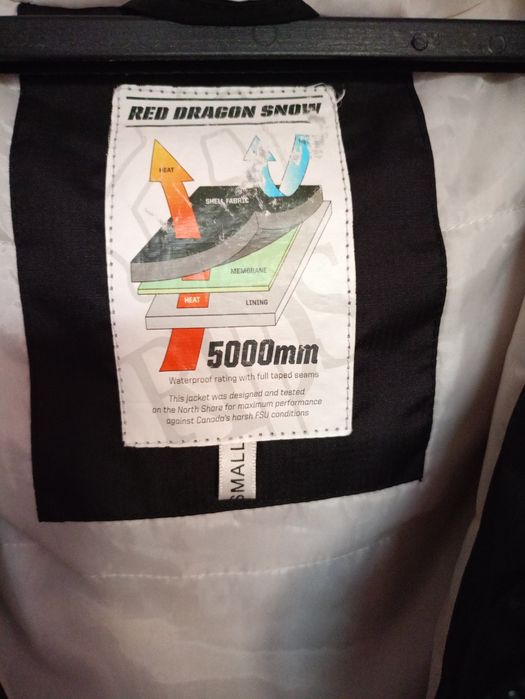 RED DRAGON SNOW
HEAT
SHELL FABRIC
MEMBRANE
HEAT
LINING
5000mm
Waterproof rating with full taped seams
This jacket was designed and tested
on the North Shore for maximum performance
against Canada's harsh FSU conditions
SMALL